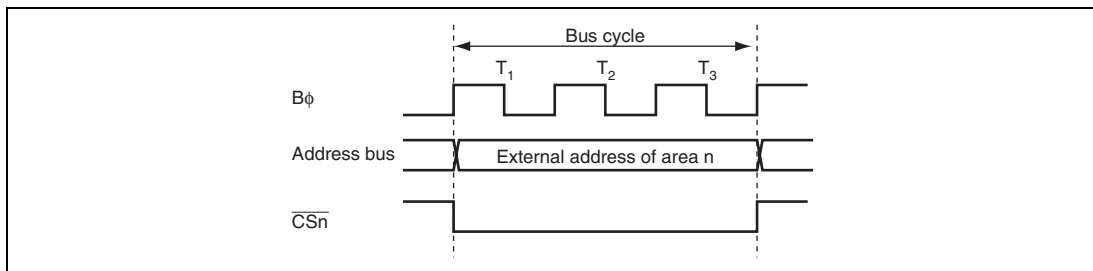 Bus cycle
T1 T2 T3
Bϕ
Address bus External address of area n
CSn